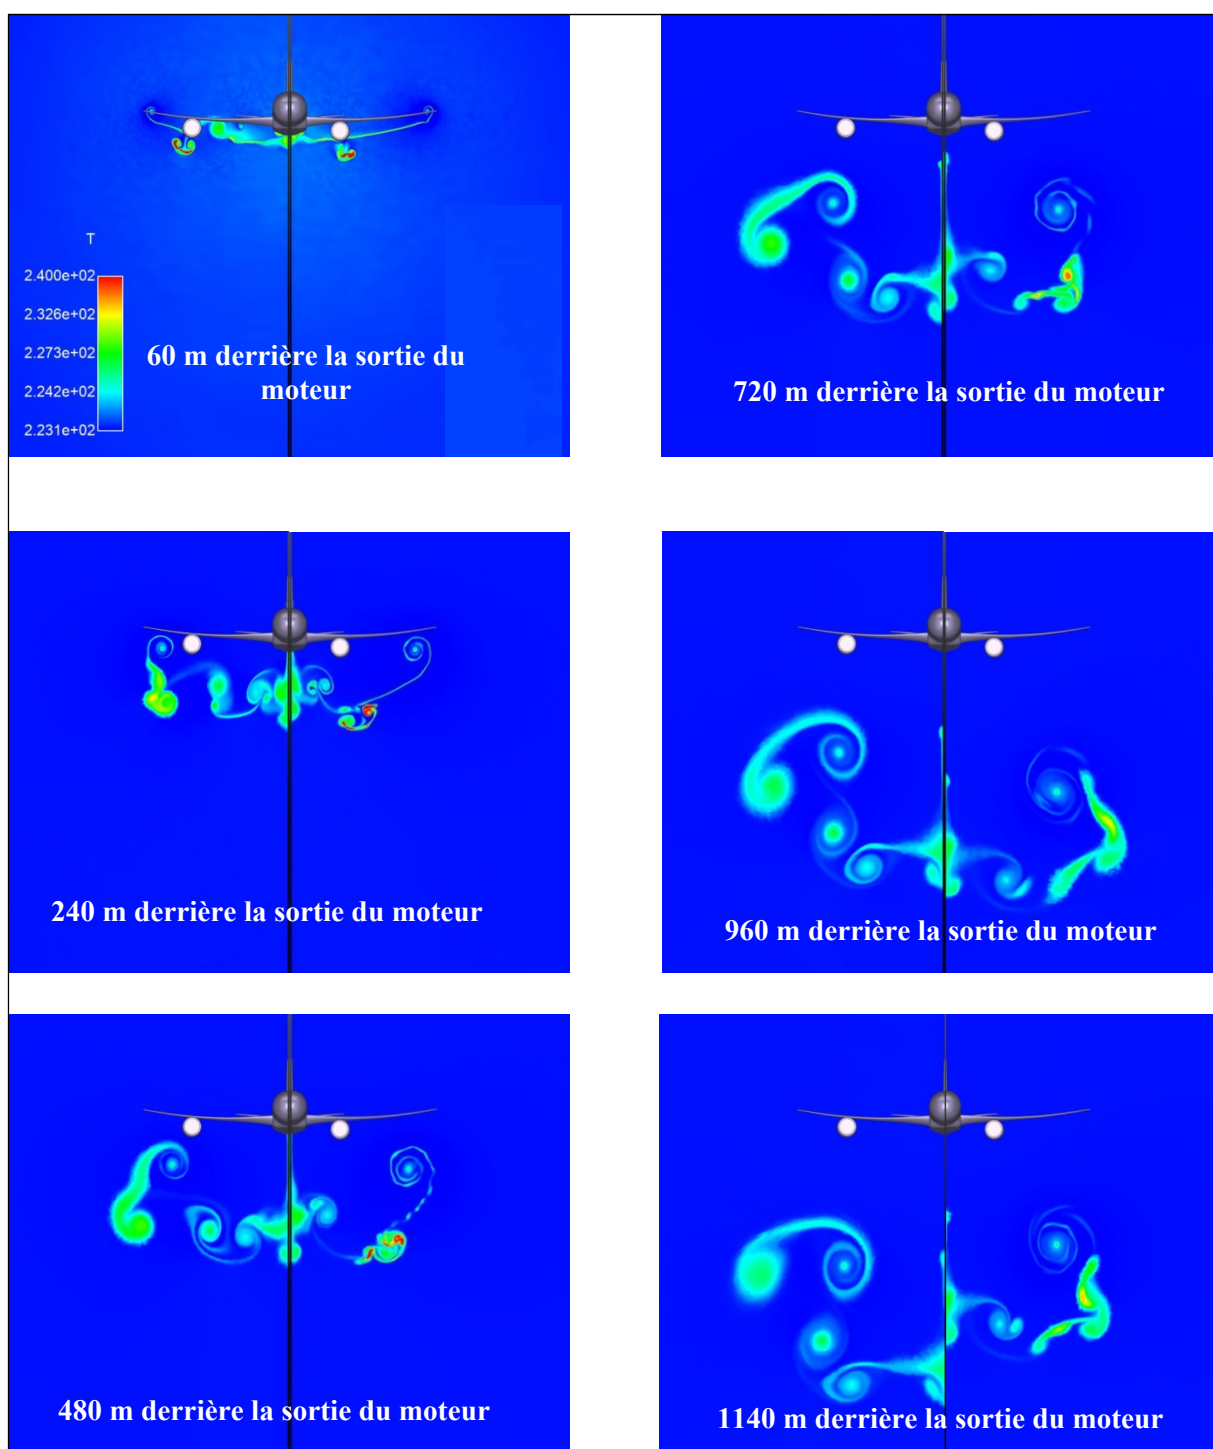 T
2.400e+02
2.326e+02
2.273e+02
2.242e+02
2.231e+02
60 m derrière la sortie du
moteur
720 m derrière la sortie du moteur
240 m derrière la sortie du moteur
960 m derrière la sortie du moteur
480 m derrière la sortie du moteur
1140 m derrière la sortie du moteur